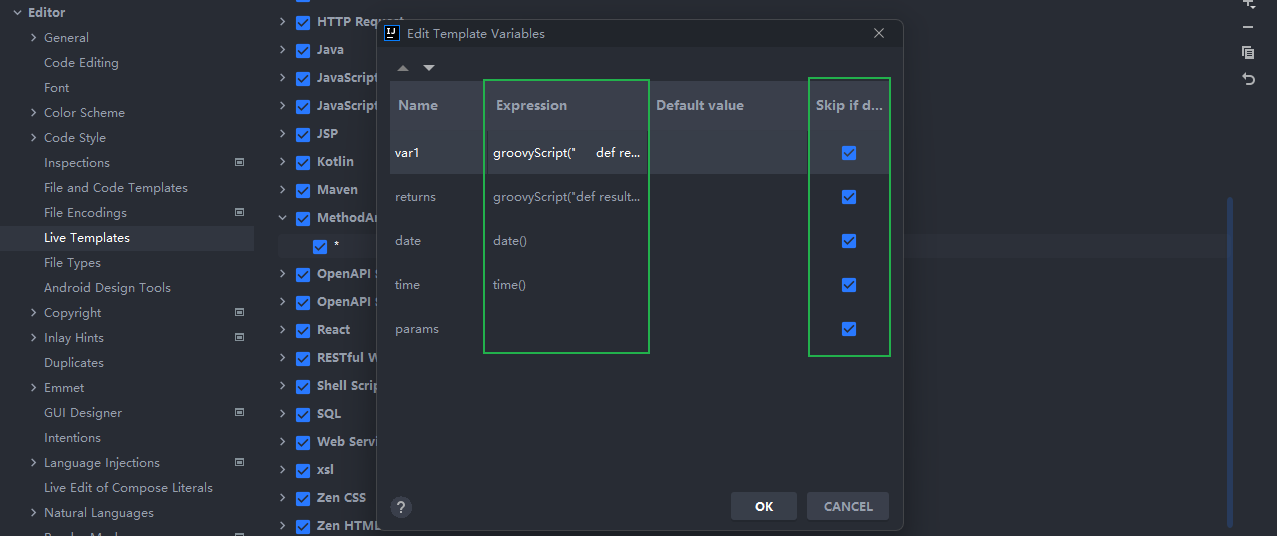 Editor
General
Code Editing
Font
Color Scheme
Code Style
Inspections
File and Code Templates
File Encodings
Live Templates
File Types
Android Design Tools
Copyright
Inlay Hints
Duplicates
Emmet
GUI Designer
Intentions
Language Injections
Live Edit of Compose Literals
Natural Languages
HTTP Requ
Java
JavaScript
JavaScript
JSP
Kotlin
Maven
MethodAn
*
OpenAPI S
OpenAPI S
React
RESTful W
Shell Scrip
SQL
Web Servi
xsl
Zen CSS
Zen HTML
IJ
Edit Template Variables
Name Expression Default value Skip if d...
var1 groovyScript(" def re...
returns groovyScript("def result...
date date()
time time()
params
?
OK CANCEL